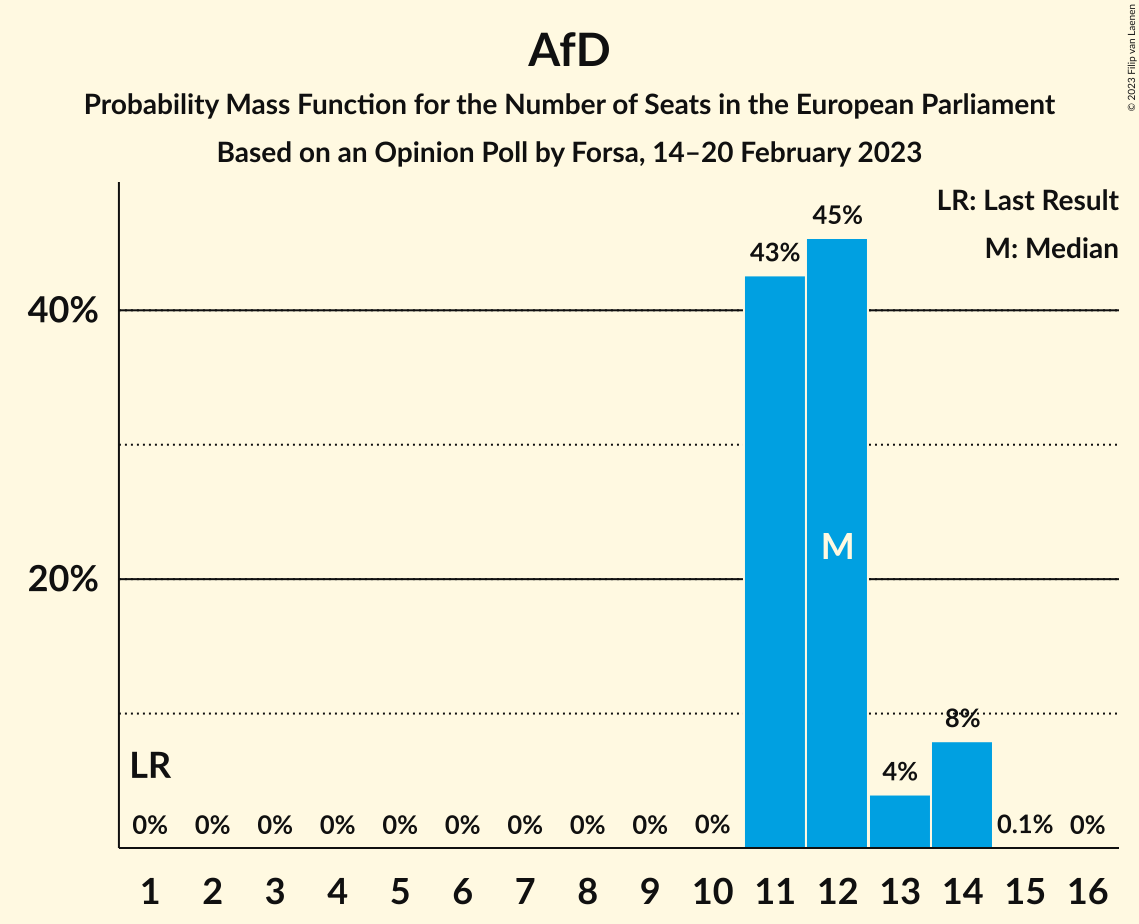 AfD
Probability Mass Function for the Number of Seats in the European Parliament
Based on an Opinion Poll by Forsa, 14–20 February 2023
© 2023 Filip van Laenen
LR: Last Result
M: Median
45%
43%
40%
M
20%
8%
LR
4%
0% 0% 0% 0% 0% 0% 0% 0% 0% 0% 0.1% 0%
1 2 3 4 5 6 7 8 9 10 11 12 13 14 15 16